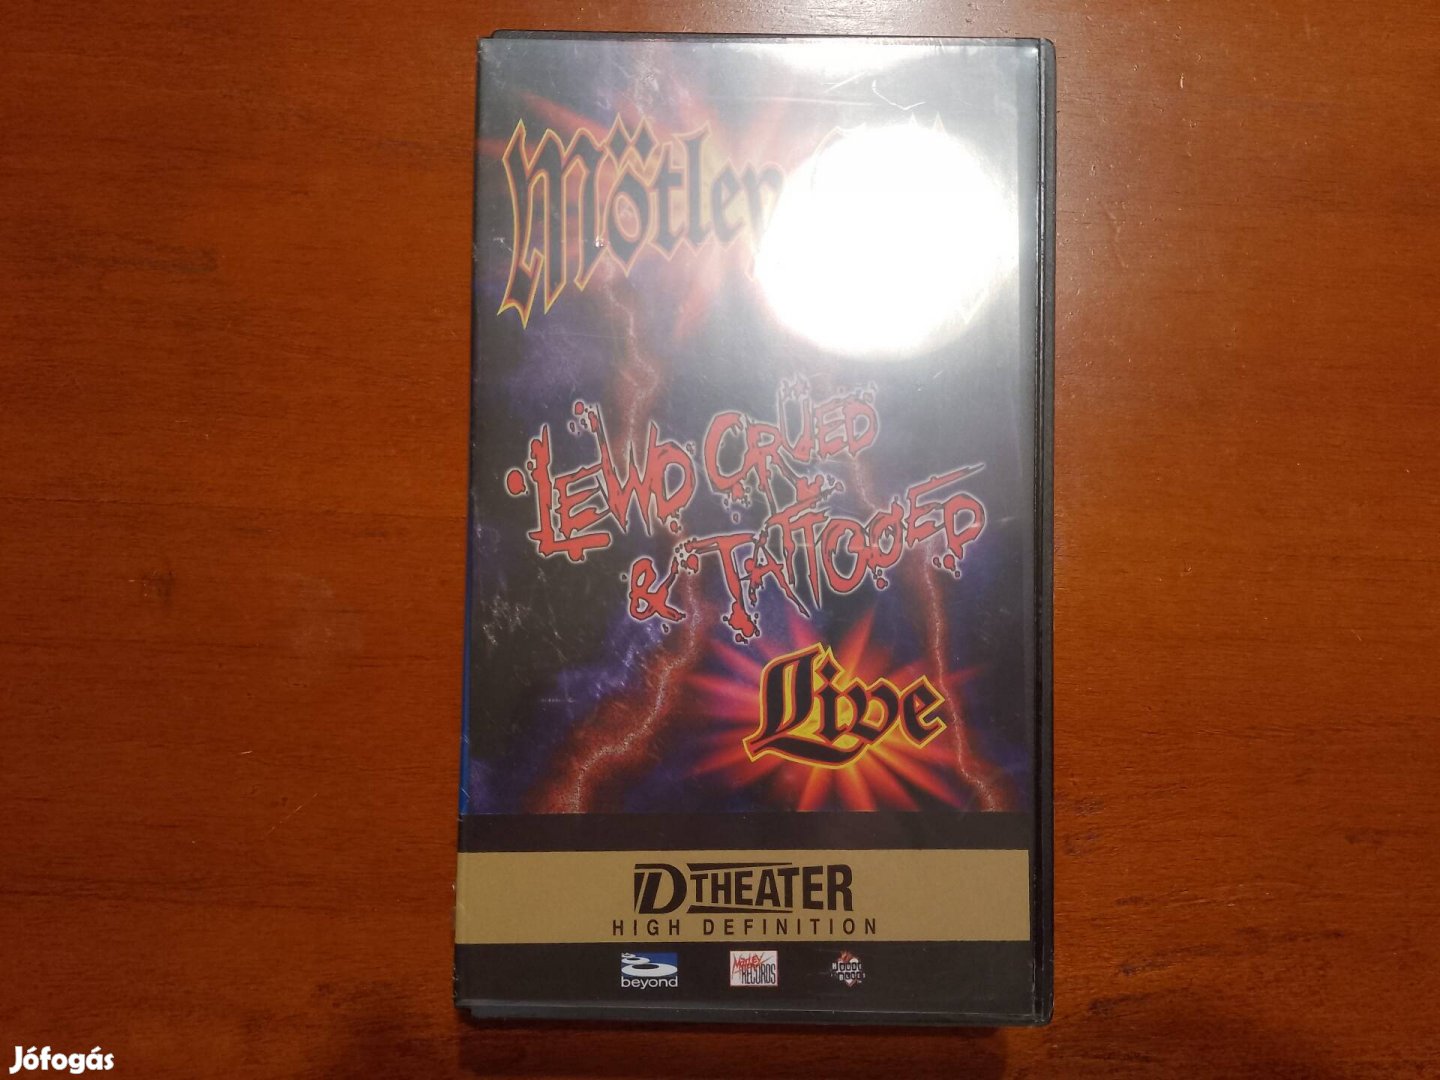 Mötley
LEWD CRÜED
& TATTOOED
Live
D THEATER
HIGH DEFINITION
beyond
MÖTLEY
RECORDS
Jófogás